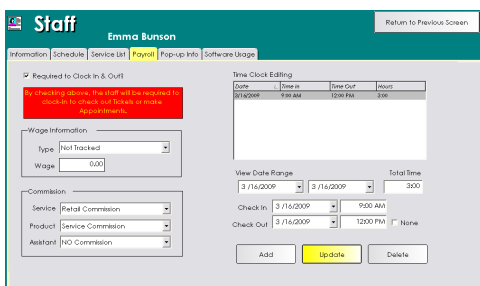 Staff
Return to Previous Screen
Emma Bunson
Information Schedule Service List Payroll Pop-up Info Software Usage
Required to Clock In & Out?
By checking above, the staff will be required to
clock-in to check out Tickets or make
Appointments.
Wage Information
Type Not Tracked
Wage 0.00
Commission
Service Retail Commission
Product Service Commission
Assistant NO Commission
Time Clock Editing
Date Time In Time Out Hours
3/16/2009 9:00 AM 12:00 PM 3:00
View Date Range Total Time
3 /16/2009 3 /16/2009 3:00
Check In 3 /16/2009 9:00 AM
Check Out 3 /16/2009 12:00 PM None
Add Update Delete